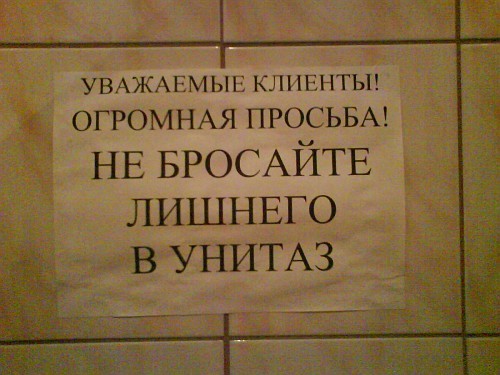 УВАЖАЕМЫЕ КЛИЕНТЫ!
ОГРОМНАЯ ПРОСЬБА!
НЕ БРОСАЙТЕ
ЛИШНЕГО
В УНИТАЗ